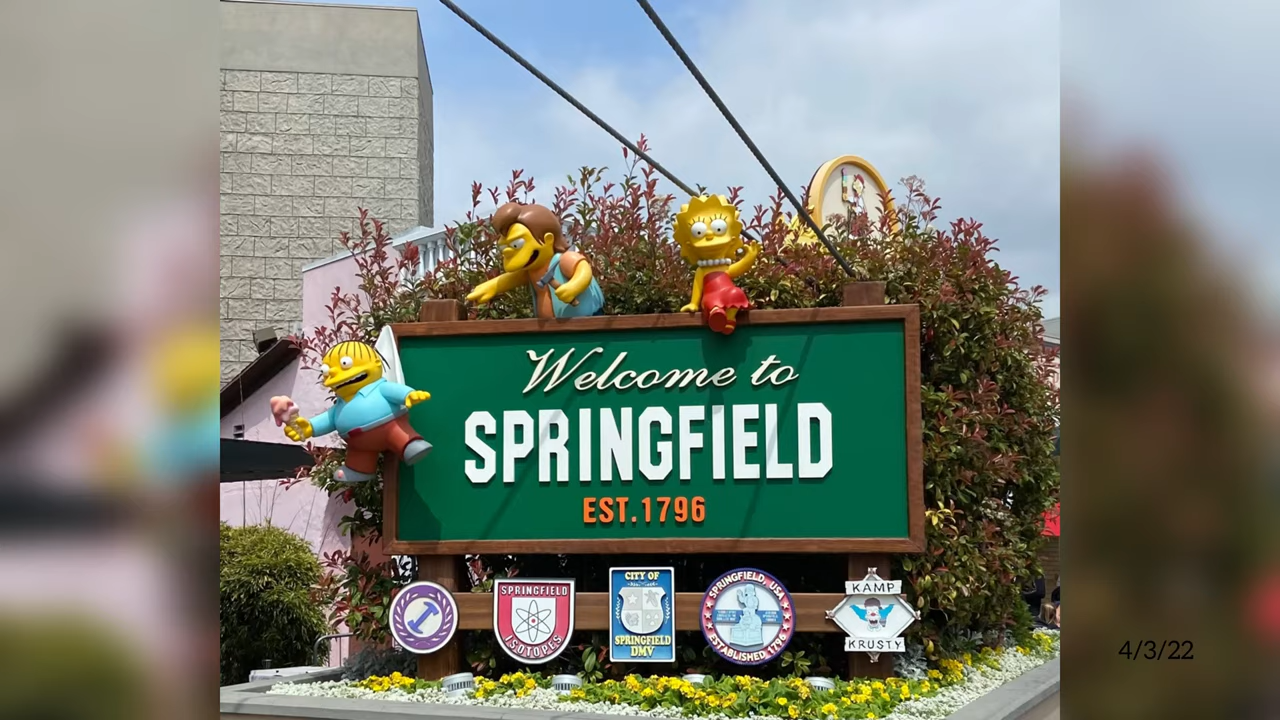 Welcome to
SPRINGFIELD
EST.1796
SPRINGFIELD
ISOTOPES
CITY OF
SPRINGFIELD
DMV
SPRINGFIELD, USA
ESTABLISHED 1796
KAMP
KRUSTY
4/3/22